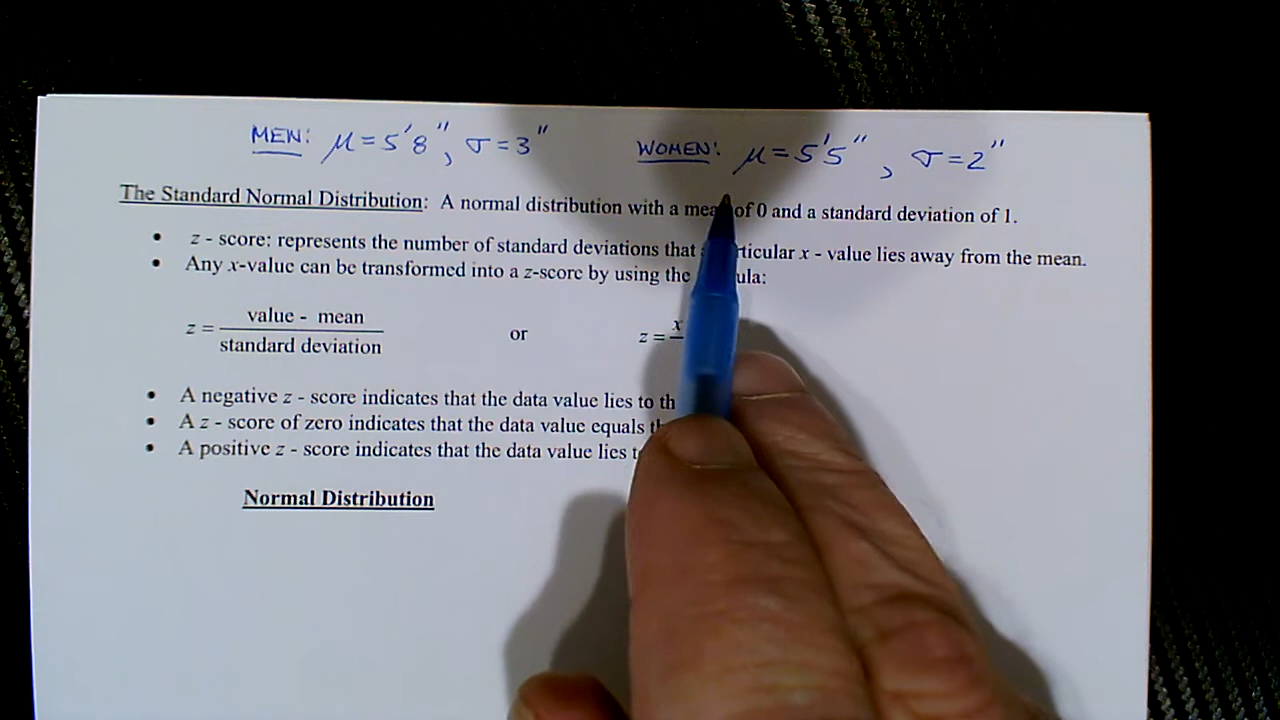 MEN: μ = 5'8", σ = 3" WOMEN: μ = 5'5", σ = 2"
The Standard Normal Distribution: A normal distribution with a mean of 0 and a standard deviation of 1.
• z - score: represents the number of standard deviations that a particular x - value lies away from the mean.
• Any x-value can be transformed into a z-score by using the formula:
z = value - mean / standard deviation or z = x
• A negative z - score indicates that the data value lies to th
• A z - score of zero indicates that the data value equals th
• A positive z - score indicates that the data value lies t
Normal Distribution